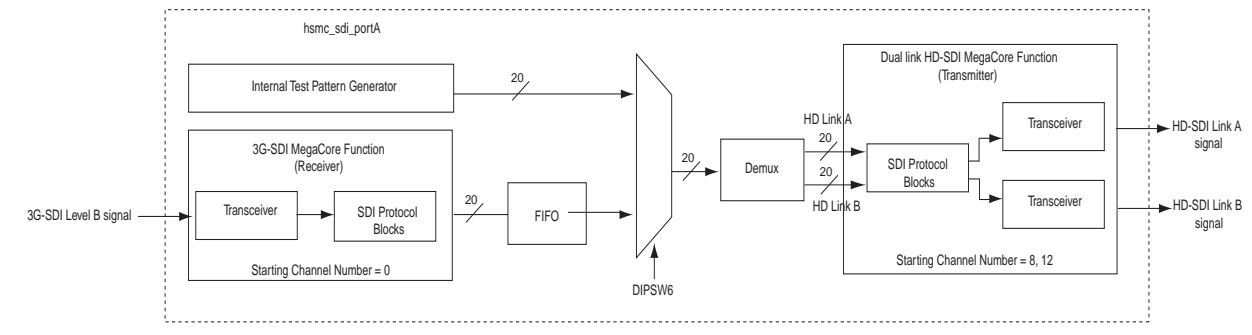 hsmc_sdi_portA
Internal Test Pattern Generator
20
3G-SDI MegaCore Function
(Receiver)
3G-SDI Level B signal
Transceiver
SDI Protocol
Blocks
Starting Channel Number = 0
20
FIFO
DIPSW6
20
Demux
HD Link A
20
20
HD Link B
Dual link HD-SDI MegaCore Function
(Transmitter)
SDI Protocol
Blocks
Transceiver
Transceiver
Starting Channel Number = 8, 12
HD-SDI Link A
signal
HD-SDI Link B
signal